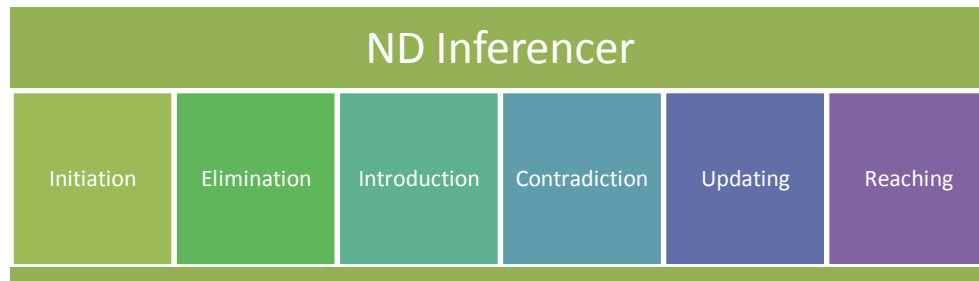 ND Inferencer
Initiation
Elimination
Introduction
Contradiction
Updating
Reaching